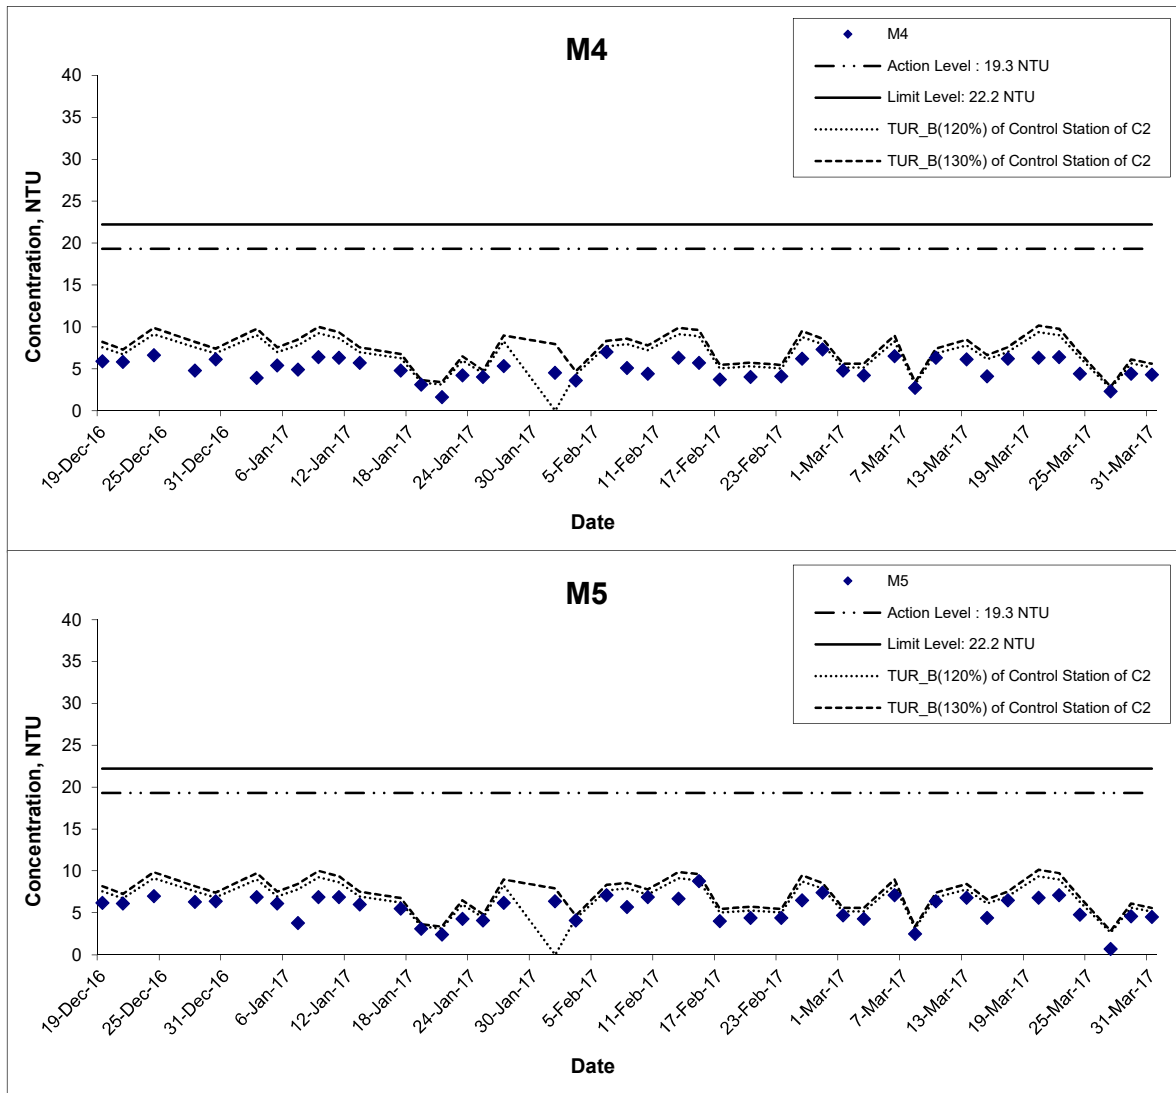 M4
M4
Action Level : 19.3 NTU
Limit Level: 22.2 NTU
TUR_B(120%) of Control Station of C2
TUR_B(130%) of Control Station of C2
Concentration, NTU
40
35
30
25
20
15
10
5
0
19-Dec-16
25-Dec-16
31-Dec-16
6-Jan-17
12-Jan-17
18-Jan-17
24-Jan-17
30-Jan-17
5-Feb-17
11-Feb-17
17-Feb-17
23-Feb-17
1-Mar-17
7-Mar-17
13-Mar-17
19-Mar-17
25-Mar-17
31-Mar-17
Date
M5
M5
Action Level : 19.3 NTU
Limit Level: 22.2 NTU
TUR_B(120%) of Control Station of C2
TUR_B(130%) of Control Station of C2
Concentration, NTU
40
35
30
25
20
15
10
5
0
19-Dec-16
25-Dec-16
31-Dec-16
6-Jan-17
12-Jan-17
18-Jan-17
24-Jan-17
30-Jan-17
5-Feb-17
11-Feb-17
17-Feb-17
23-Feb-17
1-Mar-17
7-Mar-17
13-Mar-17
19-Mar-17
25-Mar-17
31-Mar-17
Date